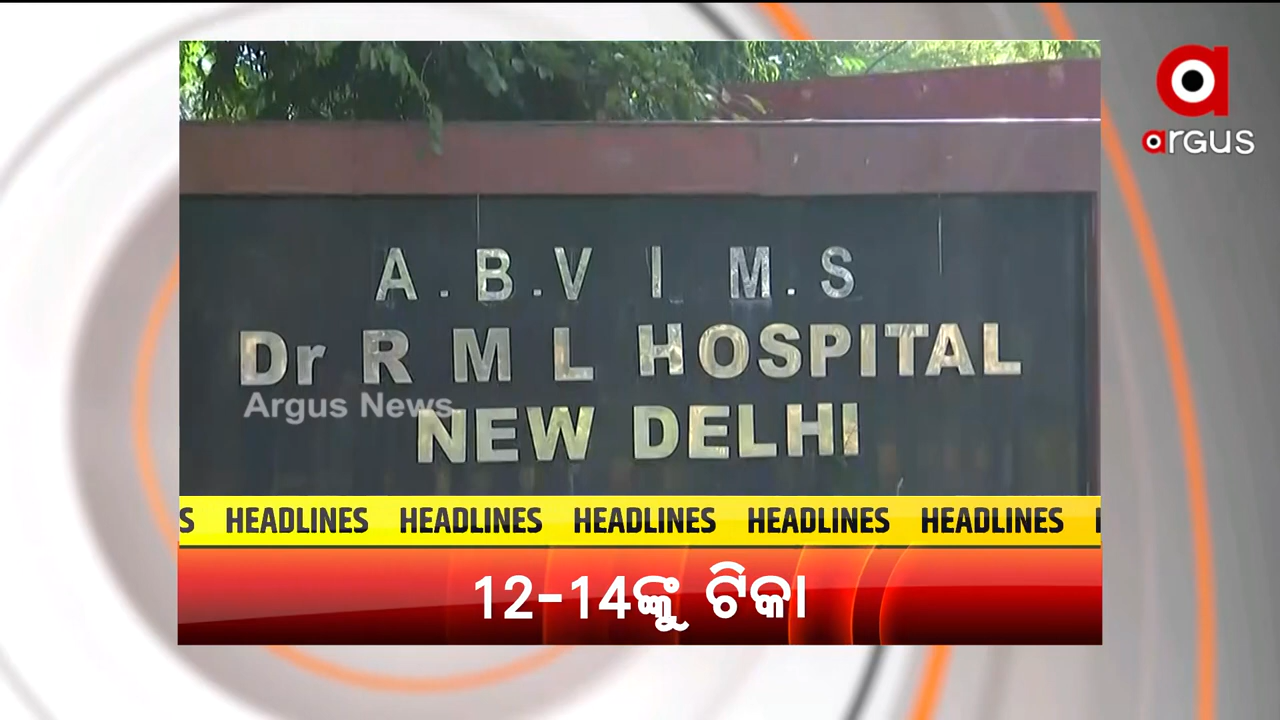 argus
A.B.V I M.S
Dr R M L HOSPITAL
Argus News
NEW DELHI
S HEADLINES HEADLINES HEADLINES HEADLINES HEADLINES
12-14ଙ୍କୁ ଟିକା